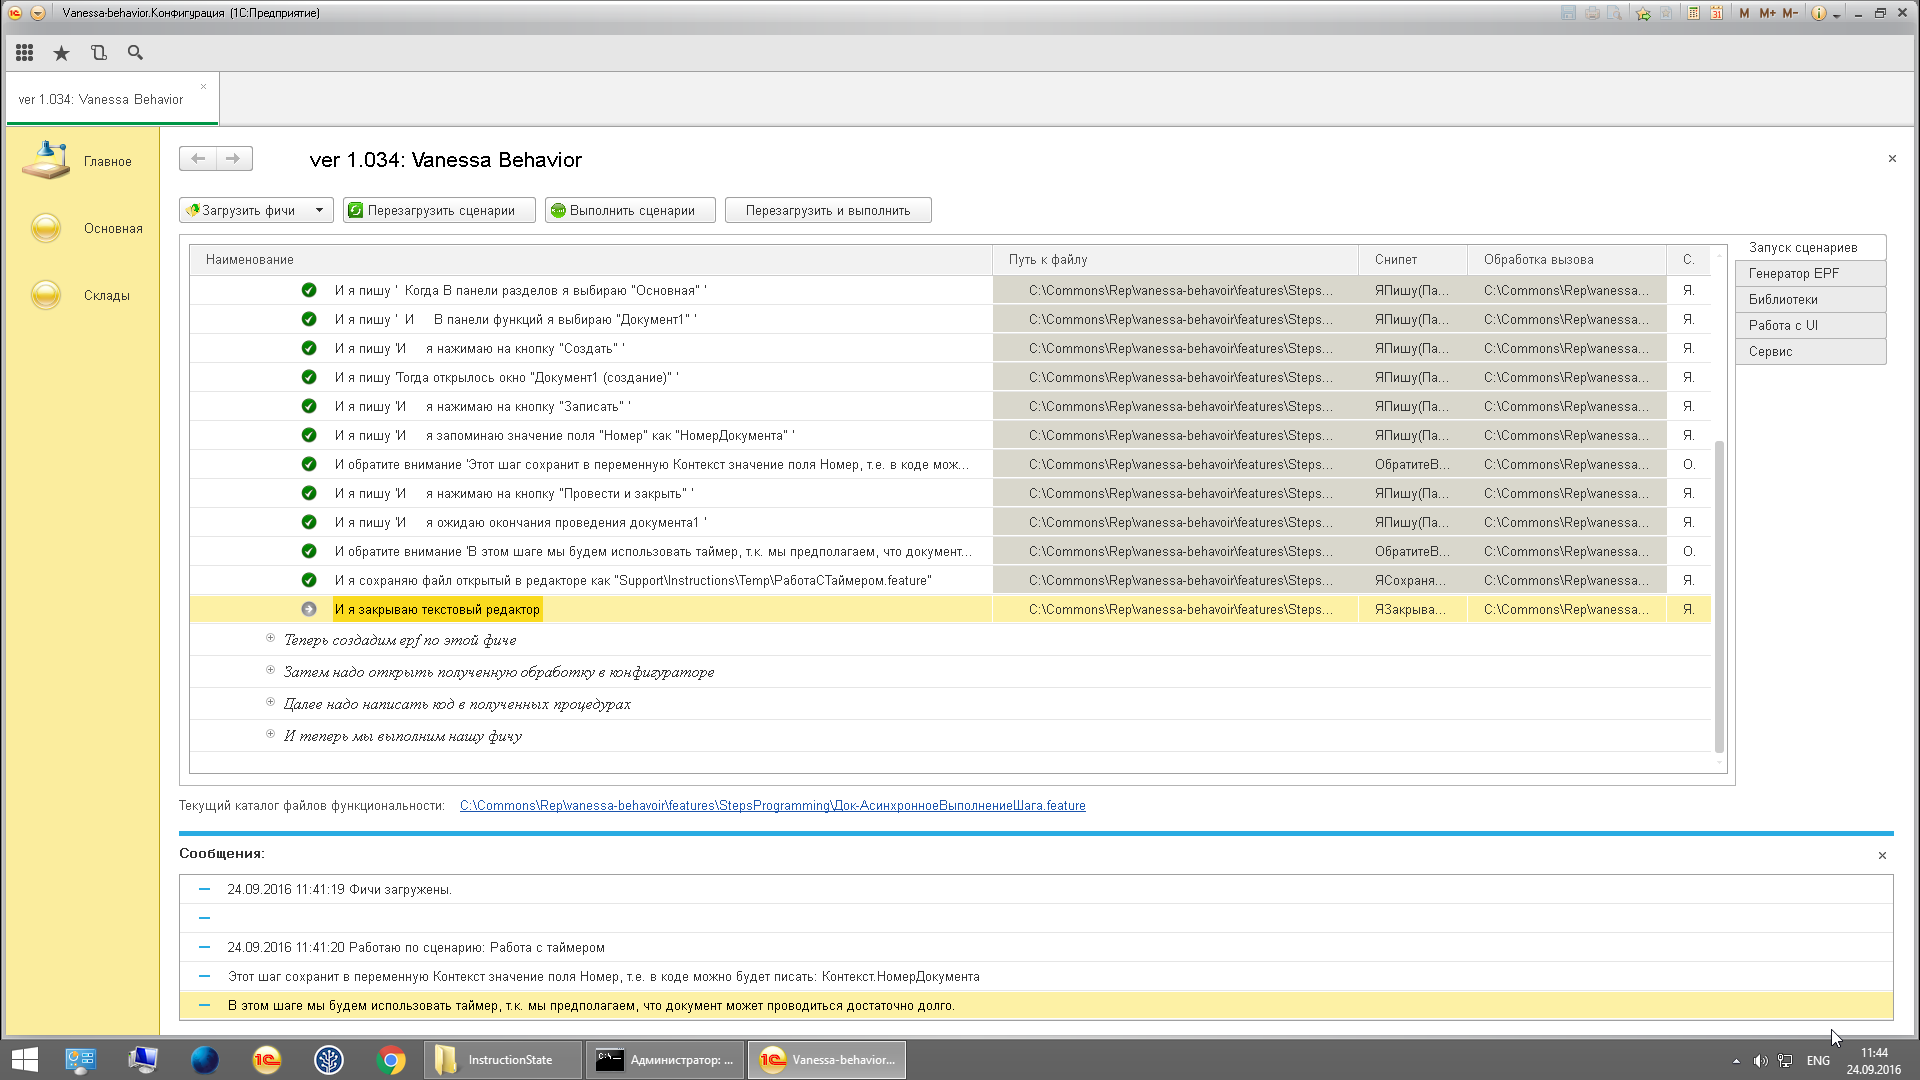 Vanessa-behavior.Конфигурация (1С:Предприятие)
31
M M+ M-
ver 1.034: Vanessa Behavior
Главное
Основная
Склады
ver 1.034: Vanessa Behavior
Загрузить фичи
Перезагрузить сценарии
Выполнить сценарии
Перезагрузить и выполнить
Наименование Путь к файлу Снипет Обработка вызова С.
И я пишу '  Когда В панели разделов я выбираю "Основная" ' C:\Commons\Rep\vanessa-behavoir\features\Steps... ЯПишу(Па... C:\Commons\Rep\vanessa... Я.
И я пишу '  И     В панели функций я выбираю "Документ1" ' C:\Commons\Rep\vanessa-behavoir\features\Steps... ЯПишу(Па... C:\Commons\Rep\vanessa... Я.
И я пишу 'И     я нажимаю на кнопку "Создать" ' C:\Commons\Rep\vanessa-behavoir\features\Steps... ЯПишу(Па... C:\Commons\Rep\vanessa... Я.
И я пишу 'Тогда открылось окно "Документ1 (создание)" ' C:\Commons\Rep\vanessa-behavoir\features\Steps... ЯПишу(Па... C:\Commons\Rep\vanessa... Я.
И я пишу 'И     я нажимаю на кнопку "Записать" ' C:\Commons\Rep\vanessa-behavoir\features\Steps... ЯПишу(Па... C:\Commons\Rep\vanessa... Я.
И я пишу 'И     я запоминаю значение поля "Номер" как "НомерДокумента" ' C:\Commons\Rep\vanessa-behavoir\features\Steps... ЯПишу(Па... C:\Commons\Rep\vanessa... Я.
И обратите внимание 'Этот шаг сохранит в переменную Контекст значение поля Номер, т.е. в коде мож... C:\Commons\Rep\vanessa-behavoir\features\Steps... ОбратитеВ... C:\Commons\Rep\vanessa... О.
И я пишу 'И     я нажимаю на кнопку "Провести и закрыть" ' C:\Commons\Rep\vanessa-behavoir\features\Steps... ЯПишу(Па... C:\Commons\Rep\vanessa... Я.
И я пишу 'И     я ожидаю окончания проведения документа1 ' C:\Commons\Rep\vanessa-behavoir\features\Steps... ЯПишу(Па... C:\Commons\Rep\vanessa... Я.
И обратите внимание 'В этом шаге мы будем использовать таймер, т.к. мы предполагаем, что документ... C:\Commons\Rep\vanessa-behavoir\features\Steps... ОбратитеВ... C:\Commons\Rep\vanessa... О.
И я сохраняю файл открытый в редакторе как "Support\Instructions\Temp\РаботаСТаймером.feature" C:\Commons\Rep\vanessa-behavoir\features\Steps... ЯСохраня... C:\Commons\Rep\vanessa... Я.
И я закрываю текстовый редактор C:\Commons\Rep\vanessa-behavoir\features\Steps... ЯЗакрыва... C:\Commons\Rep\vanessa... Я.
Теперь создадим epf по этой фиче
Затем надо открыть полученную обработку в конфигураторе
Далее надо написать код в полученных процедурах
И теперь мы выполним нашу фичу
Запуск сценариев
Генератор EPF
Библиотеки
Работа с UI
Сервис
Текущий каталог файлов функциональности: C:\Commons\Rep\vanessa-behavoir\features\StepsProgramming\Док-АсинхронноеВыполнениеШага.feature
Сообщения:
24.09.2016 11:41:19 Фичи загружены.
24.09.2016 11:41:20 Работаю по сценарию: Работа с таймером
Этот шаг сохранит в переменную Контекст значение поля Номер, т.е. в коде можно будет писать: Контекст.НомерДокумента
В этом шаге мы будем использовать таймер, т.к. мы предполагаем, что документ может проводиться достаточно долго.
InstructionState
Администратор: ...
Vanessa-behavior...
ENG
11:44
24.09.2016